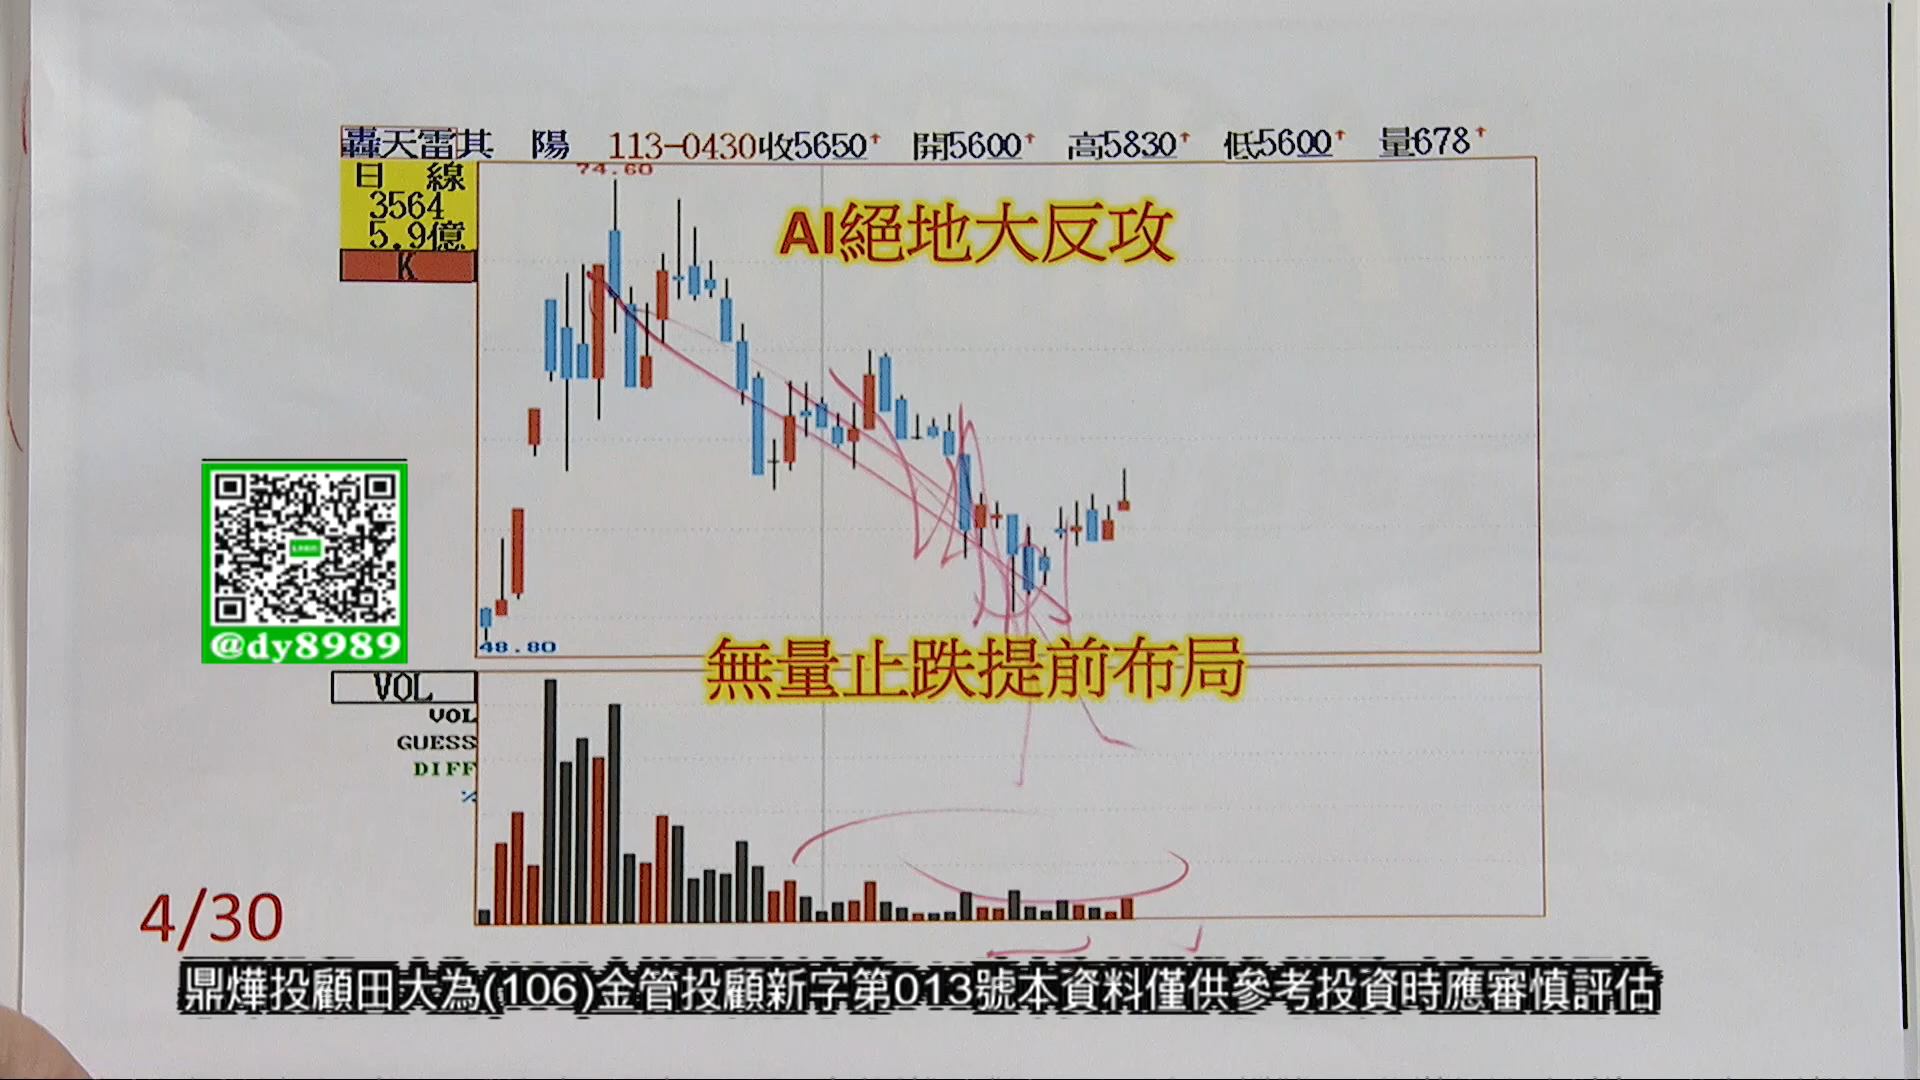 轟天雷其 陽 113-0430收5650↑ 開5600↑ 高5830↑ 低5600↑ 量678↑
日 線
3564
5.9億
K
74.60
AI絕地大反攻
@dy8989
48.80
無量止跌提前布局
VOL
VOL
GUESS
DIFF
%
4/30
鼎燁投顧田大為(106)金管投顧新字第013號本資料僅供參考投資時應審慎評估